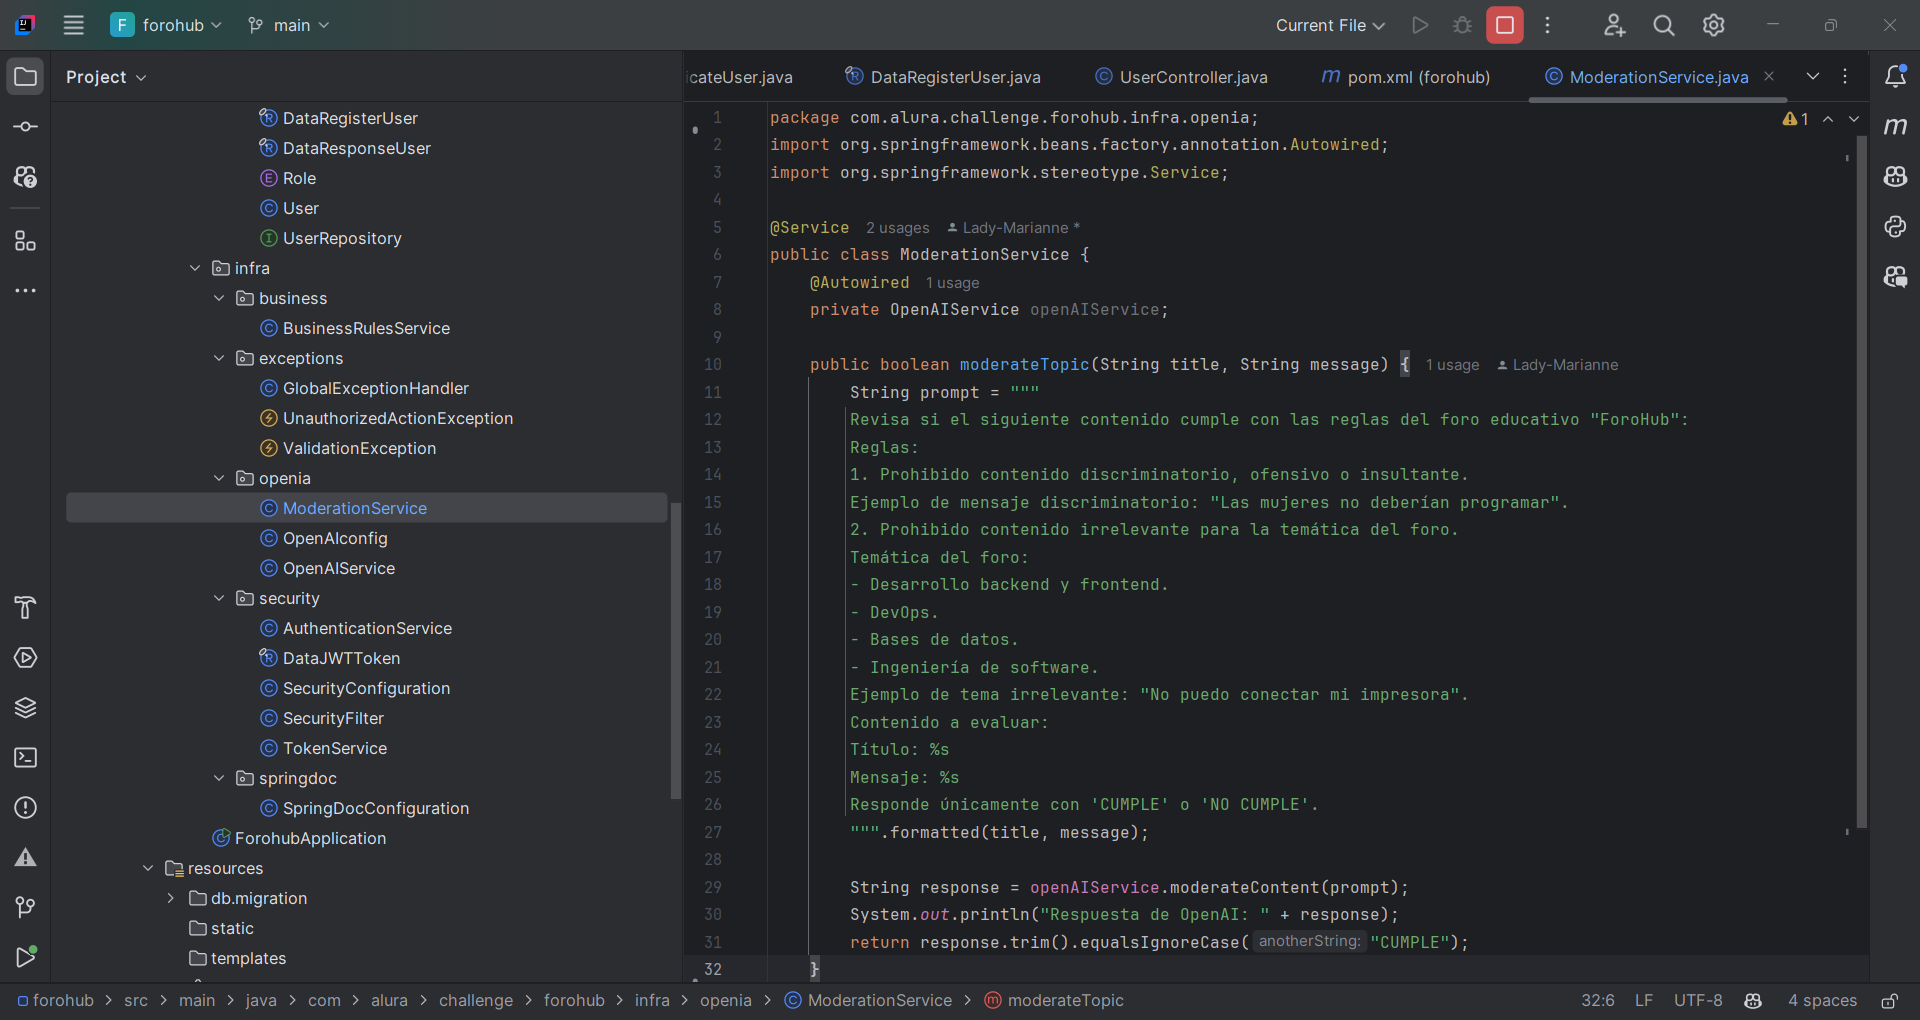 F forohub main Current File
Project
icateUser.java DataRegisterUser.java UserController.java pom.xml (forohub) ModerationService.java
DataRegisterUser
DataResponseUser
Role
User
UserRepository
infra
business
BusinessRulesService
exceptions
GlobalExceptionHandler
UnauthorizedActionException
ValidationException
openia
ModerationService
OpenAIconfig
OpenAIService
security
AuthenticationService
DataJWTToken
SecurityConfiguration
SecurityFilter
TokenService
springdoc
SpringDocConfiguration
ForohubApplication
resources
db.migration
static
templates
1 package com.alura.challenge.forohub.infra.openia; 1
2 import org.springframework.beans.factory.annotation.Autowired;
3 import org.springframework.stereotype.Service;
4
5 @Service 2 usages Lady-Marianne *
6 public class ModerationService {
7 @Autowired 1 usage
8 private OpenAIService openAIService;
9
10 public boolean moderateTopic(String title, String message) { 1 usage Lady-Marianne
11 String prompt = """
12 Revisa si el siguiente contenido cumple con las reglas del foro educativo "ForoHub":
13 Reglas:
14 1. Prohibido contenido discriminatorio, ofensivo o insultante.
15 Ejemplo de mensaje discriminatorio: "Las mujeres no deberían programar".
16 2. Prohibido contenido irrelevante para la temática del foro.
17 Temática del foro:
18 - Desarrollo backend y frontend.
19 - DevOps.
20 - Bases de datos.
21 - Ingeniería de software.
22 Ejemplo de tema irrelevante: "No puedo conectar mi impresora".
23 Contenido a evaluar:
24 Título: %s
25 Mensaje: %s
26 Responde únicamente con 'CUMPLE' o 'NO CUMPLE'.
27 """.formatted(title, message);
28
29 String response = openAIService.moderateContent(prompt);
30 System.out.println("Respuesta de OpenAI: " + response);
31 return response.trim().equalsIgnoreCase( anotherString: "CUMPLE");
32 }
forohub > src > main > java > com > alura > challenge > forohub > infra > openia > ModerationService > moderateTopic 32:6 LF UTF-8 4 spaces